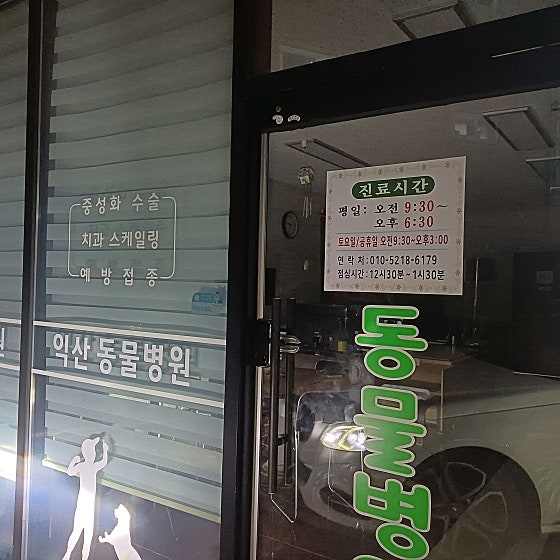 중성화 수술
치과 스케일링
예방접종
원
익산동물병원
진료시간
평일: 오전 9:30~
오후 6:30
토요일/공휴일 오전9:30~오후3:00
연락처:010-5218-6179
점심시간:12시30분~1시30분
동물병